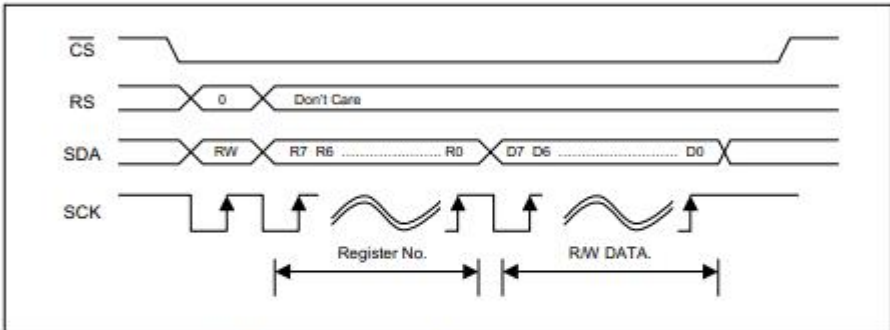 CS
RS 0 Don't Care
SDA RW R7 R6 ........................ R0 D7 D6 ............................ D0
SCK
Register No. R/W DATA.